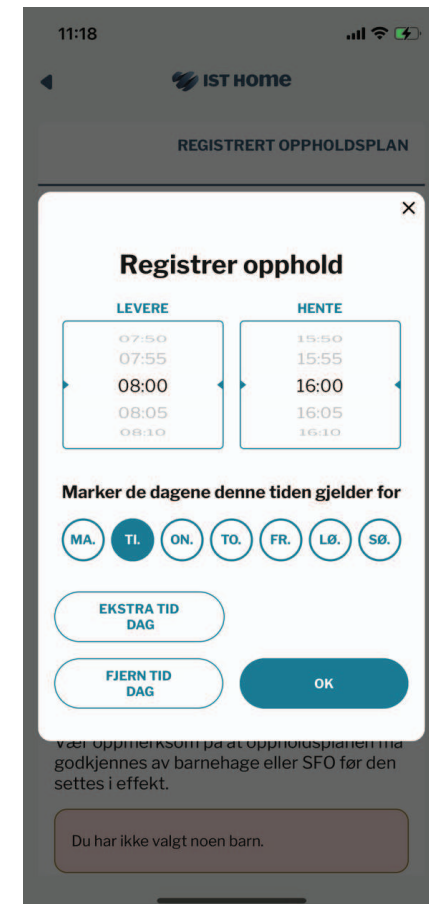 11:18
IST Home
REGISTRERT OPPHOLDSPLAN
Registrer opphold
LEVERE HENTE
07:50 15:50
07:55 15:55
08:00 16:00
08:05 16:05
08:10 16:10
Marker de dagene denne tiden gjelder for
MA. TI. ON. TO. FR. LØ. SØ.
EKSTRA TID
DAG
FJERN TID
DAG
OK
Vær oppmerksom på at oppholdsplanen må
godkjennes av barnehage eller SFO før den
settes i effekt.
Du har ikke valgt noen barn.